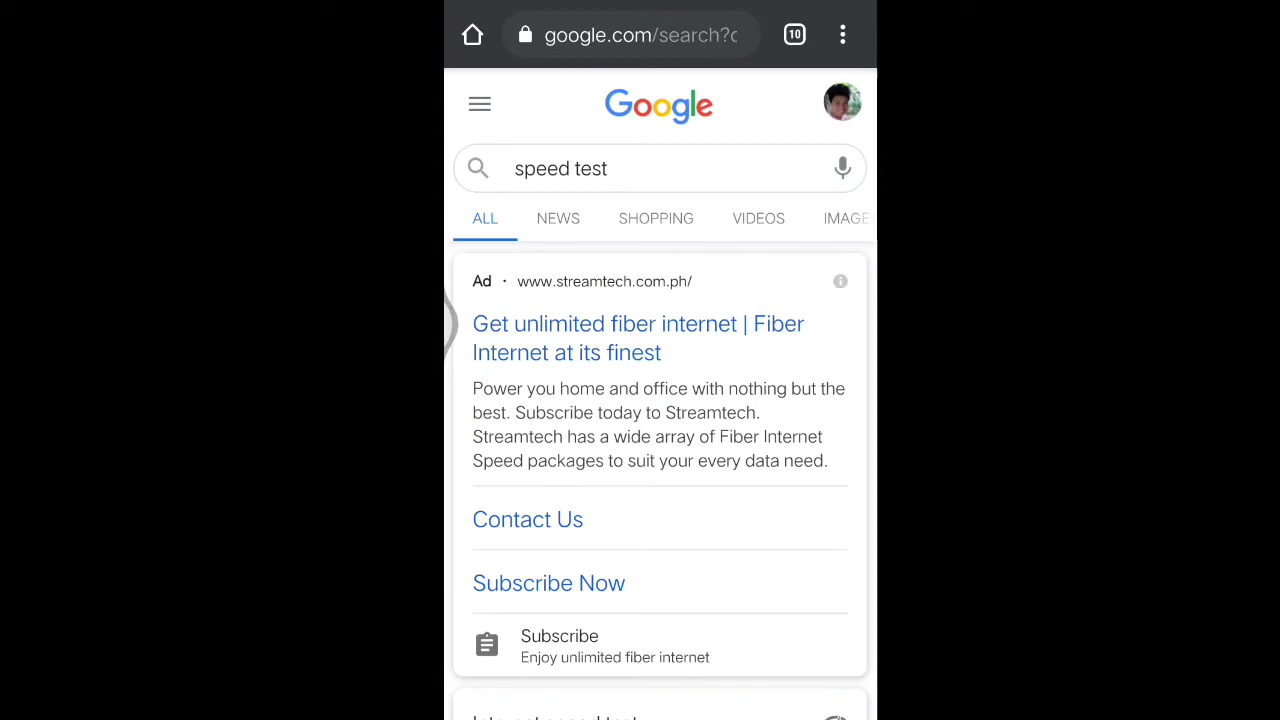 google.com/search?c
10
Google
speed test
ALL NEWS SHOPPING VIDEOS IMAGE
Ad · www.streamtech.com.ph/
Get unlimited fiber internet | Fiber
Internet at its finest
Power you home and office with nothing but the
best. Subscribe today to Streamtech.
Streamtech has a wide array of Fiber Internet
Speed packages to suit your every data need.
Contact Us
Subscribe Now
Subscribe
Enjoy unlimited fiber internet
Internet speed test